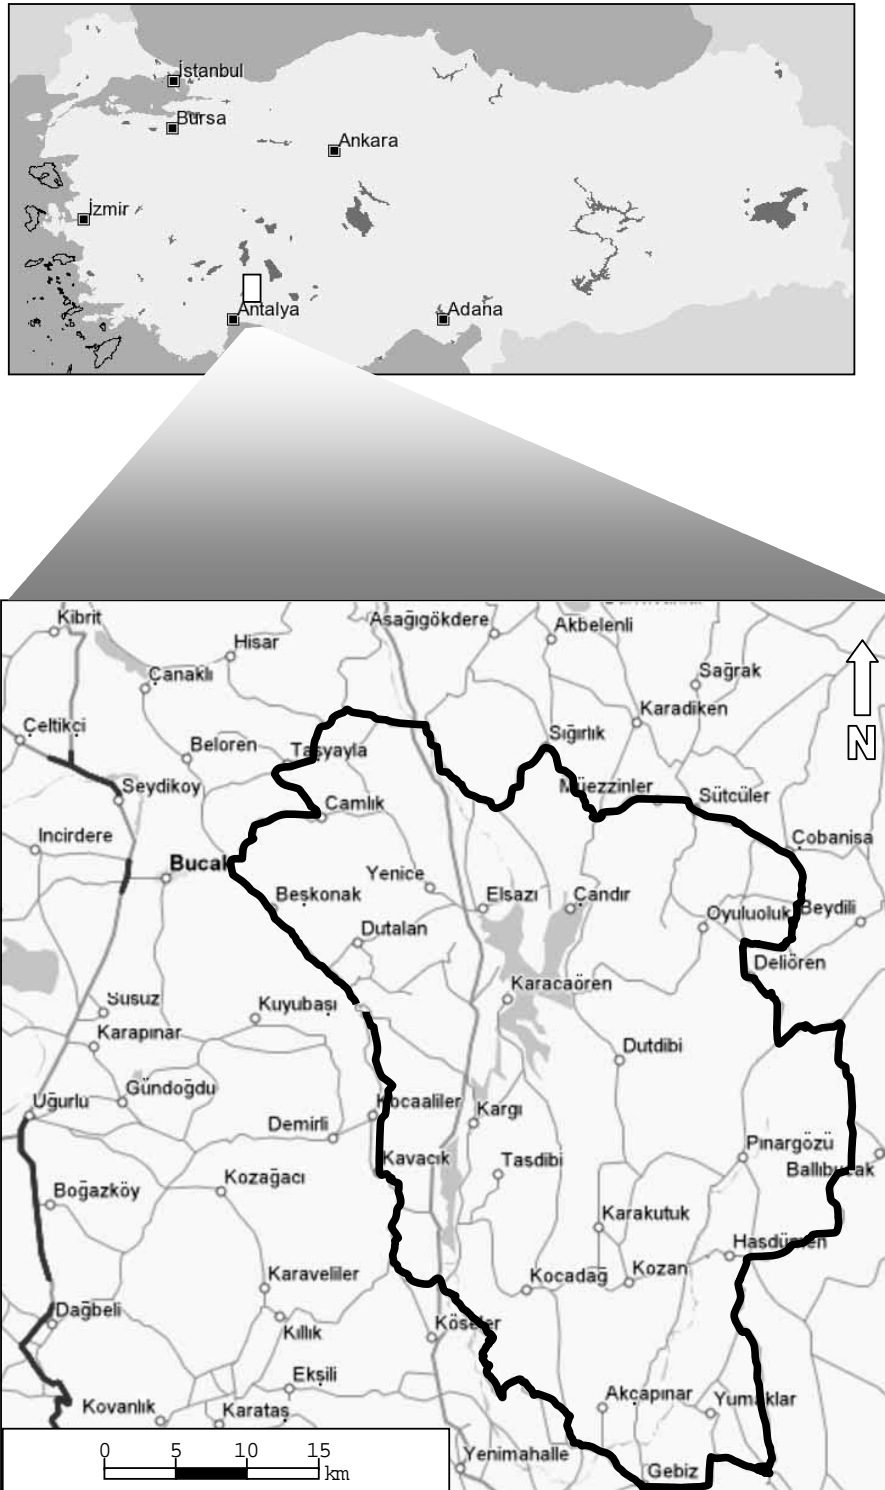 İstanbul
Bursa
Ankara
İzmir
Antalya
Adana
Kibrit
Asağıgökdere
Akbelenli
Hisar
Çanaklı
Sağrak
Karadiken
Çeltikçi
Sığırlık
Beloren
Taşyayla
N
Seydikoy
Müezzinler
Sütcüler
Camlık
Incirdere
Çobanisa
Bucak
Yenice
Beşkonak
Elsazı
Çandır
Oyuluoluk
Beydili
Dutalan
Deliören
Karacaören
Susuz
Kuyubaşı
Karapınar
Dutdibi
Gündoğdu
Uğurlu
Kocaaliler
Kargı
Demirli
Pınargözü
Kavacık
Tasdibi
Ballıbucak
Kozağacı
Boğazköy
Karakutuk
Hasdümen
Karaveliler
Kocadağ
Kozan
Dağbeli
Kıllık
Köseler
Ekşili
Akçapınar
Yumaklar
Kovanlık
Karataş
Yenimahalle
Gebiz
0 5 10 15
km